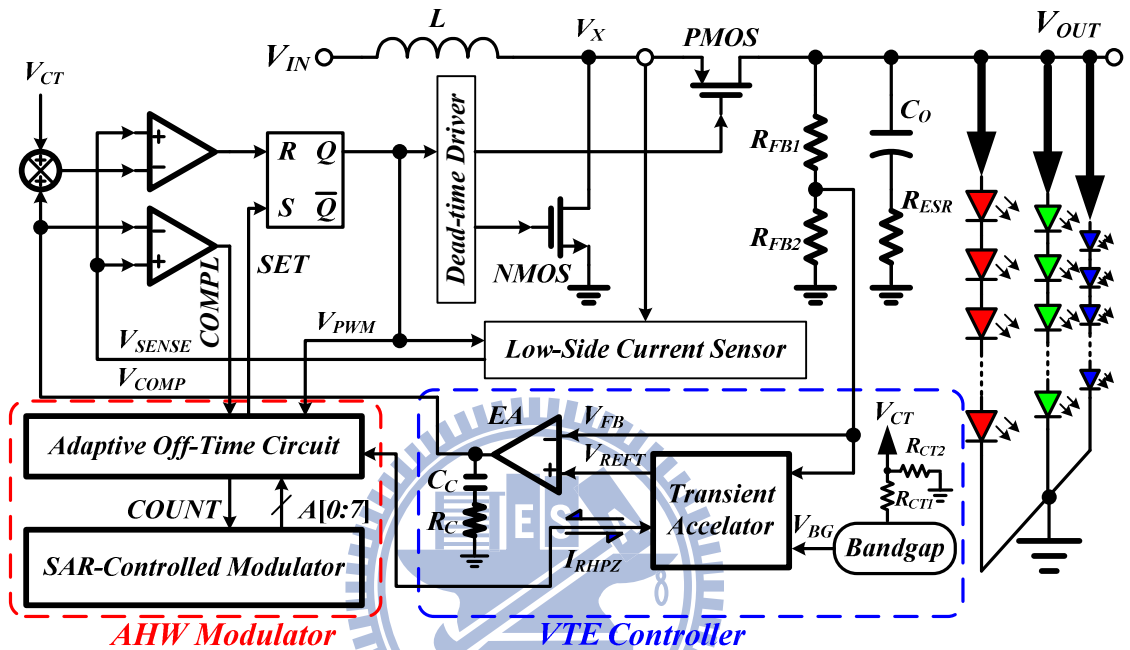 L
V_X
PMOS
V_OUT
V_IN
V_CT
C_O
R_FB1
R Q
S Q̅
Dead-time Driver
R_ESR
R_FB2
SET
NMOS
COMPL
V_PWM
V_SENSE
Low-Side Current Sensor
V_COMP
EA
V_FB
V_CT
Adaptive Off-Time Circuit
V_REFT
R_CT2
C_C
Transient
Accelator
R_CT1
COUNT
A[0:7]
R_C
ES
V_BG
Bandgap
I_RHPZ
SAR-Controlled Modulator
8
AHW Modulator
VTE Controller